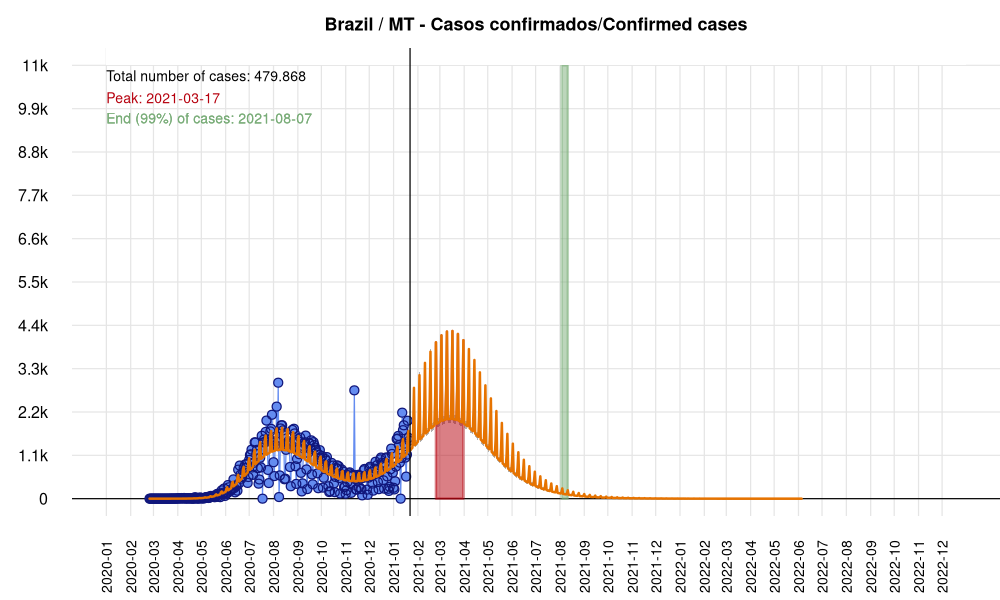 Brazil / MT - Casos confirmados/Confirmed cases
Total number of cases: 479.868
Peak: 2021-03-17
End (99%) of cases: 2021-08-07
11k
9.9k
8.8k
7.7k
6.6k
5.5k
4.4k
3.3k
2.2k
1.1k
0
2020-01
2020-02
2020-03
2020-04
2020-05
2020-06
2020-07
2020-08
2020-09
2020-10
2020-11
2020-12
2021-01
2021-02
2021-03
2021-04
2021-05
2021-06
2021-07
2021-08
2021-09
2021-10
2021-11
2021-12
2022-01
2022-02
2022-03
2022-04
2022-05
2022-06
2022-07
2022-08
2022-09
2022-10
2022-11
2022-12